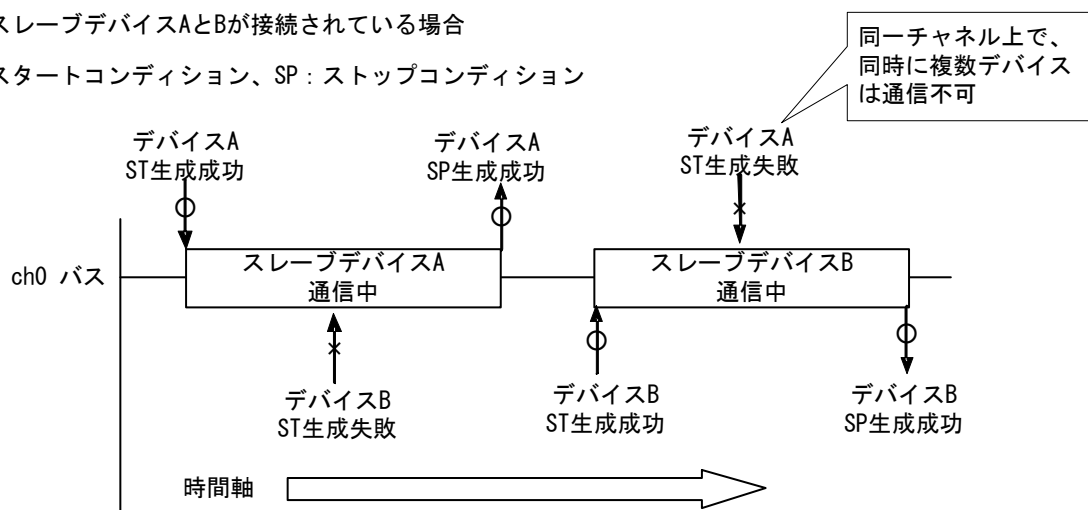 スレーブデバイスAとBが接続されている場合
スタートコンディション、SP：ストップコンディション
同一チャネル上で、
同時に複数デバイス
は通信不可
デバイスA
ST生成成功
デバイスA
SP生成成功
デバイスA
ST生成失敗
ch0 バス
スレーブデバイスA
通信中
スレーブデバイスB
通信中
デバイスB
ST生成失敗
デバイスB
ST生成成功
デバイスB
SP生成成功
時間軸